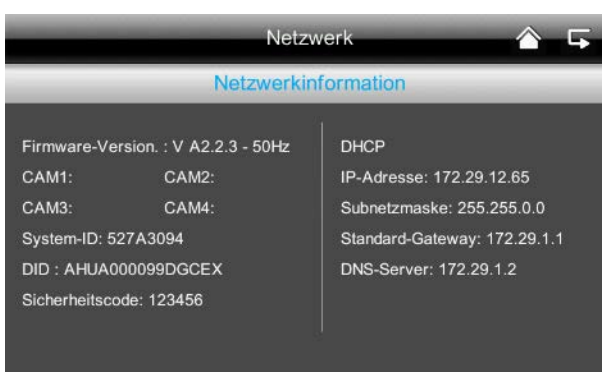 Netzwerk
Netzwerkinformation
Firmware-Version. : V A2.2.3 - 50Hz
CAM1: CAM2:
CAM3: CAM4:
System-ID: 527A3094
DID : AHUA000099DGCEX
Sicherheitscode: 123456
DHCP
IP-Adresse: 172.29.12.65
Subnetzmaske: 255.255.0.0
Standard-Gateway: 172.29.1.1
DNS-Server: 172.29.1.2